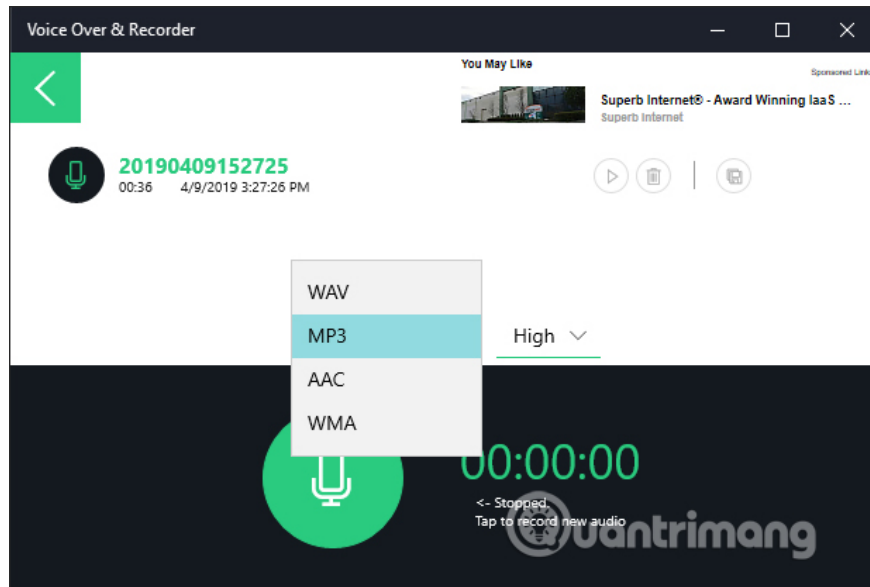 Voice Over & Recorder
You May Like
Sponsored Link
Superb Internet® - Award Winning IaaS ...
Superb Internet
20190409152725
00:36 4/9/2019 3:27:26 PM
WAV
MP3
High
AAC
WMA
00:00:00
<- Stopped.
Tap to record new audio
Quantrimang